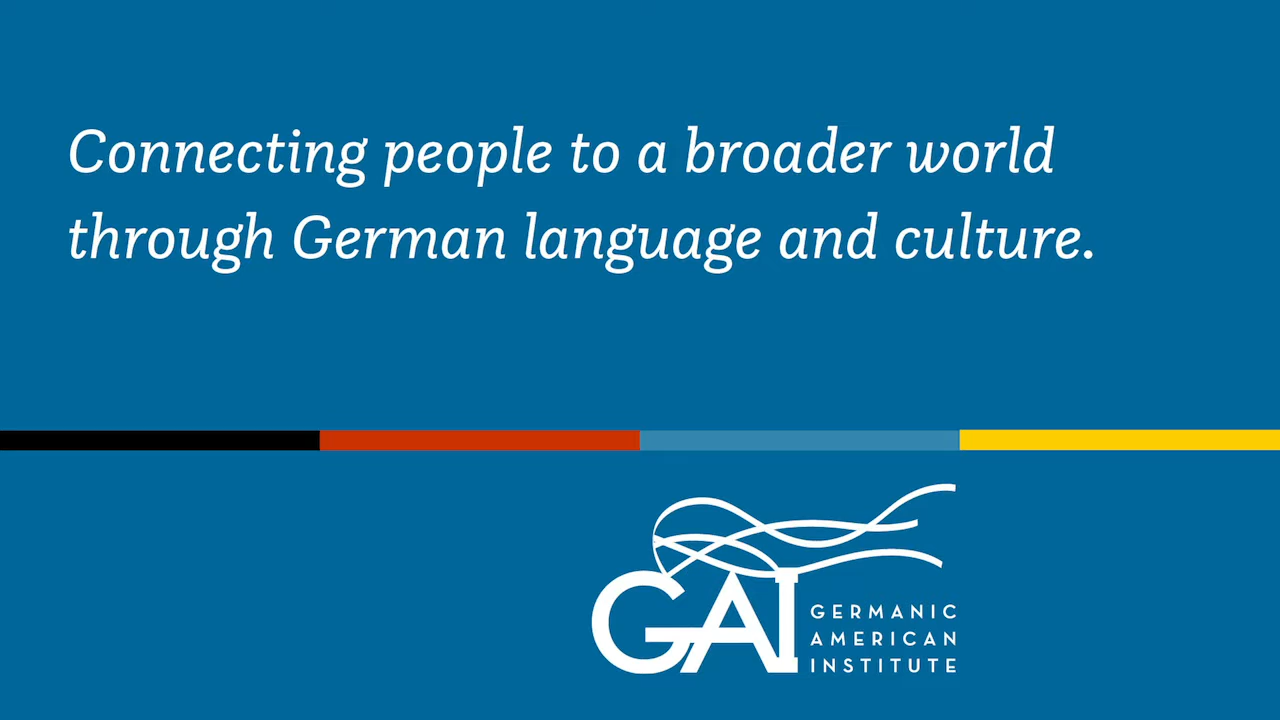 Connecting people to a broader world
through German language and culture.
GAI
GERMANIC
AMERICAN
INSTITUTE